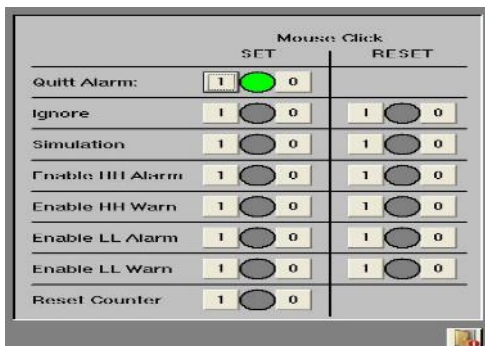 Mouse Click
SET RESET
Quitt Alarm: 1 0
Ignore 1 0 1 0
Simulation 1 0 1 0
Enable HH Alarm 1 0 1 0
Enable HH Warn 1 0 1 0
Enable LL Alarm 1 0 1 0
Enable LL Warn 1 0 1 0
Reset Counter 1 0